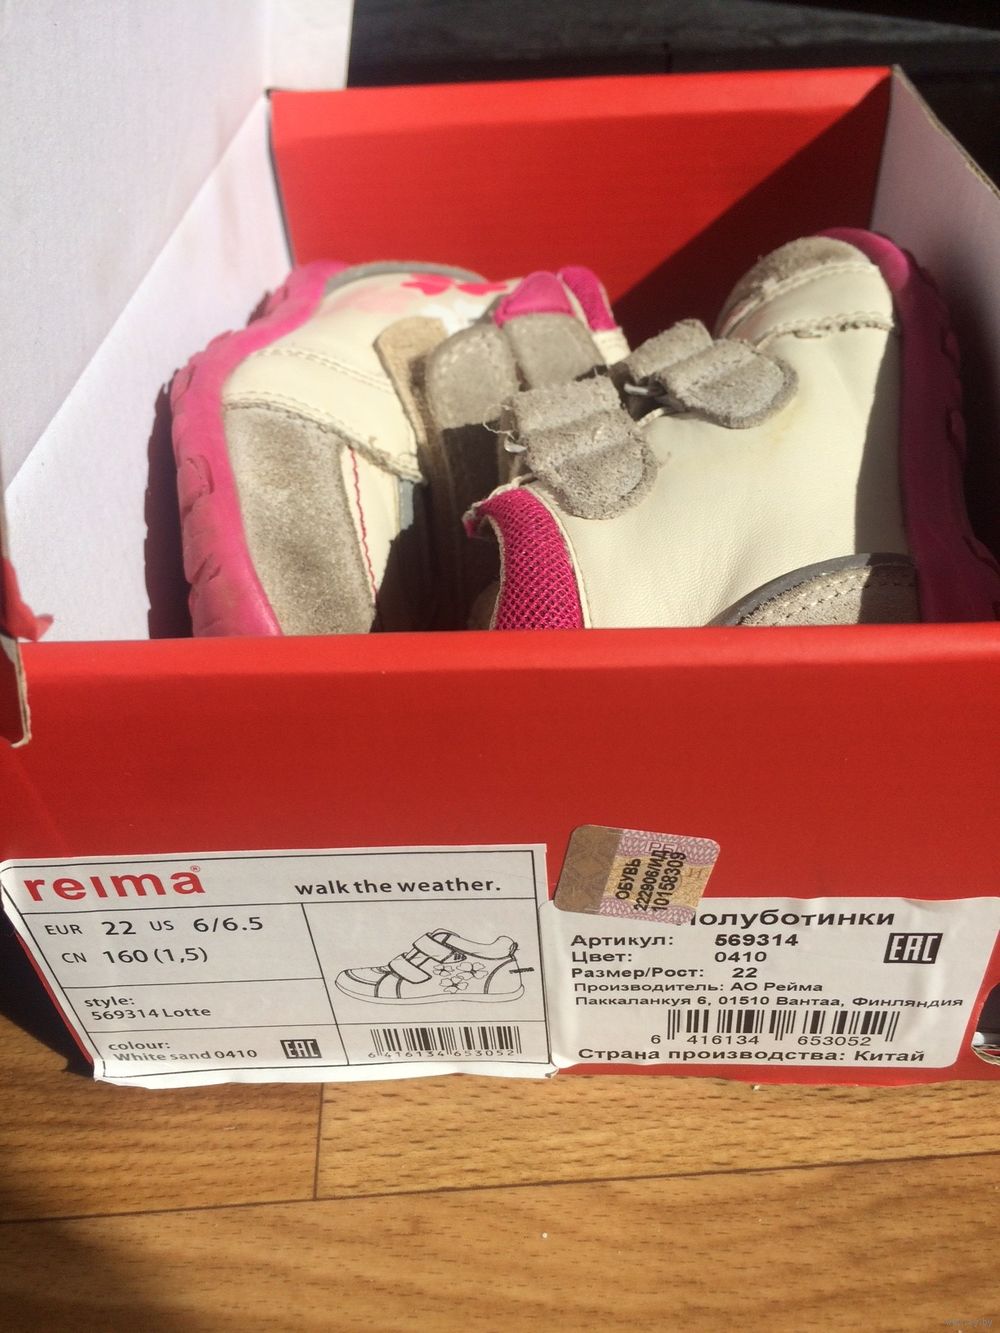 reima®
walk the weather.
EUR 22 US 6/6.5
CN 160 (1,5)
style:
569314 Lotte
colour:
White sand 0410
EAC
6 416134 653052
ОБУВЬ
222906/ИД
10158309
Полуботинки
Артикул: 569314
Цвет: 0410
Размер/Рост: 22
EAC
Производитель: АО Рейма
Паккаланкуя 6, 01510 Вантаа, Финляндия
6 416134 653052
Страна производства: Китай